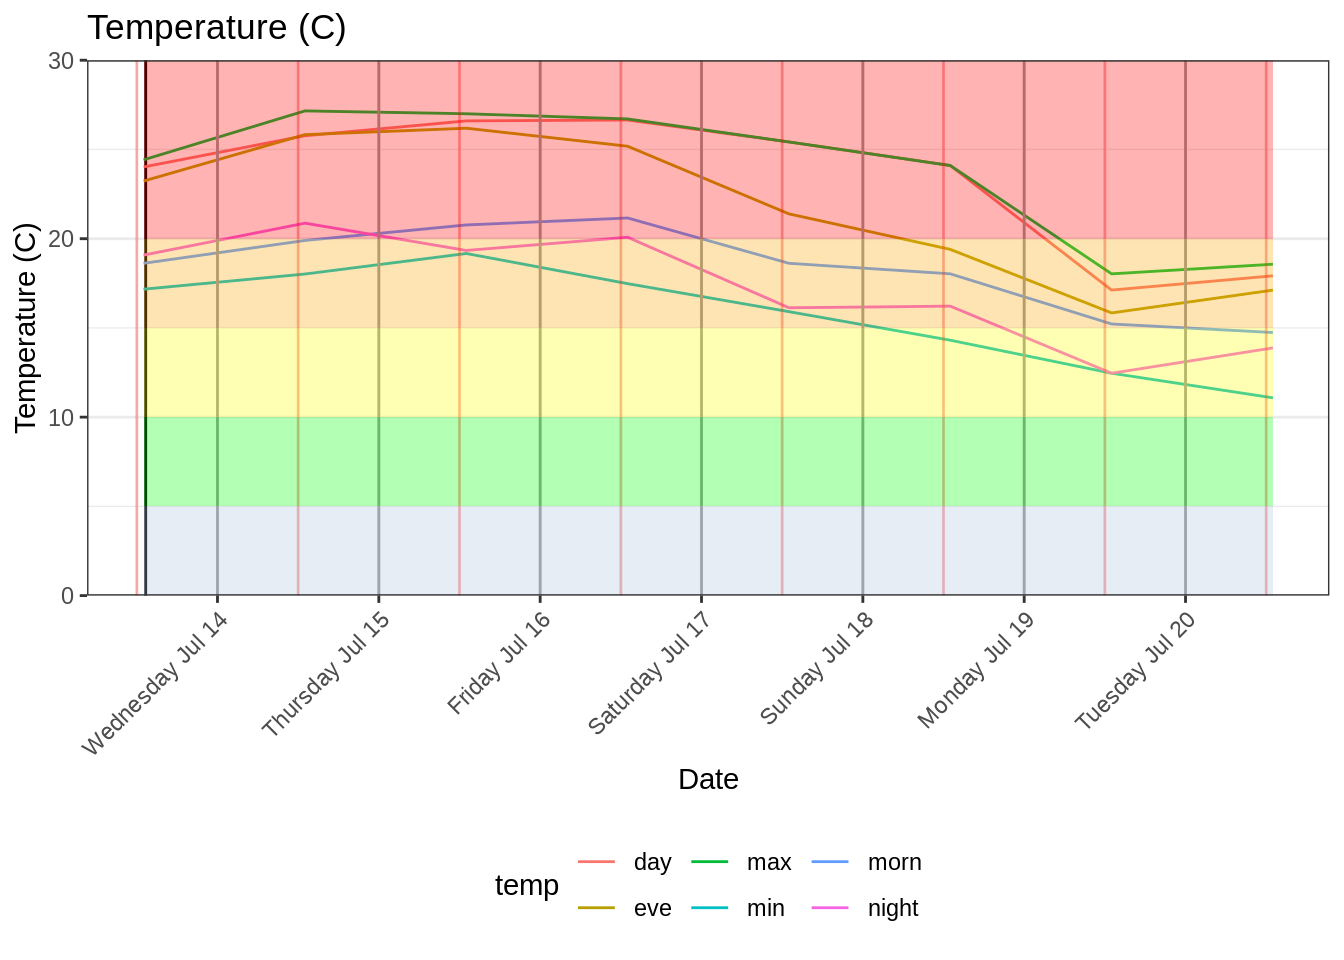 Temperature (C)
30
20
10
0
Temperature (C)
Wednesday Jul 14
Thursday Jul 15
Friday Jul 16
Saturday Jul 17
Sunday Jul 18
Monday Jul 19
Tuesday Jul 20
Date
temp
day max morn
eve min night